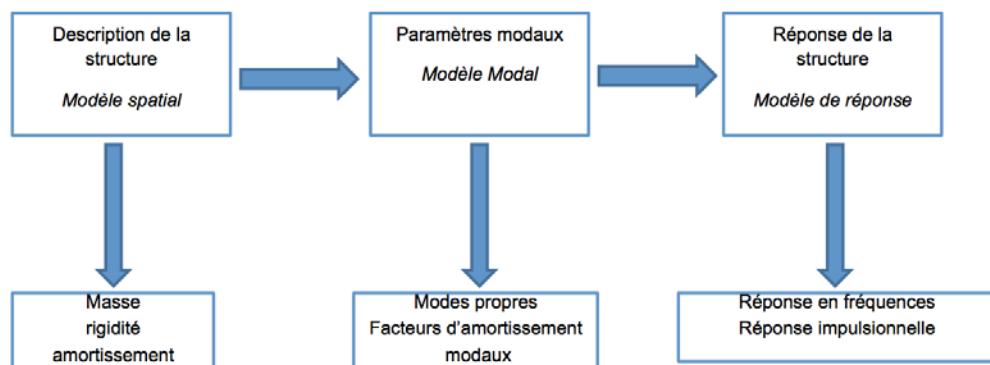 Description de la
structure
Modèle spatial
Paramètres modaux
Modèle Modal
Réponse de la
structure
Modèle de réponse
Masse
rigidité
amortissement
Modes propres
Facteurs d'amortissement
modaux
Réponse en fréquences
Réponse impulsionnelle